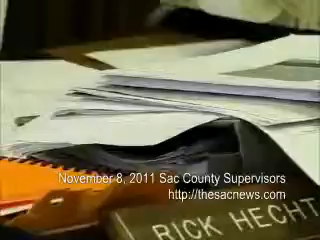 November 8, 2011 Sac County Supervisors
http://thesacnews.com
RICK HECHT